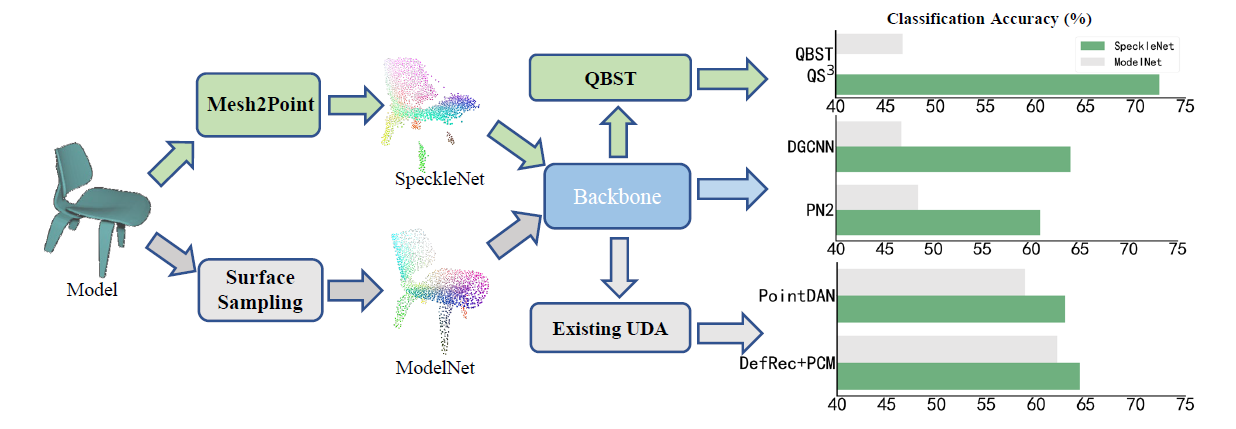 Classification Accuracy (%)
Mesh2Point
QBST
QBST
QS3
SpeckleNet
ModelNet
40 45 50 55 60 65 70 75
SpeckleNet
Backbone
DGCNN
PN2
40 45 50 55 60 65 70 75
Model
Surface
Sampling
ModelNet
Existing UDA
PointDAN
DefRec+PCM
40 45 50 55 60 65 70 75